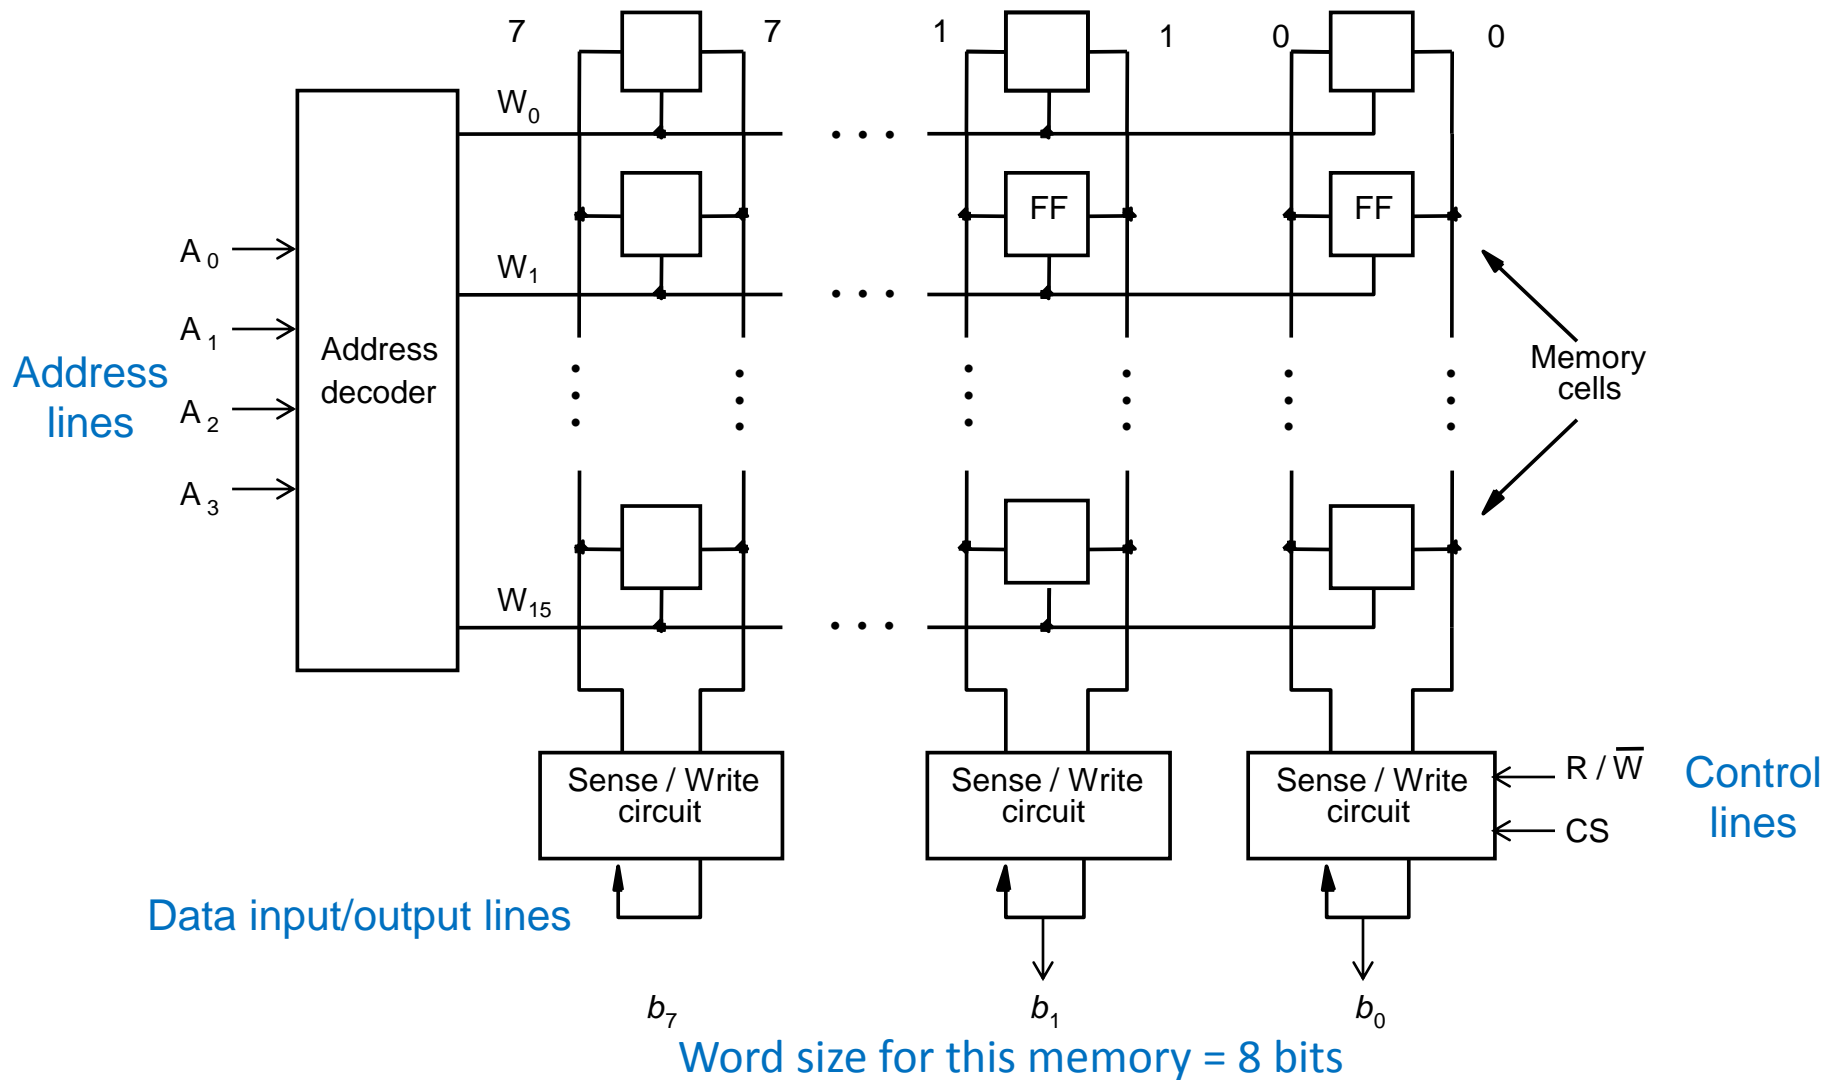 7 7 1 1 0 0
W0
FF FF
A0
W1
A1
Address
decoder
Address
lines
Memory
cells
A2
A3
W15
Sense / Write
circuit
Sense / Write
circuit
Sense / Write
circuit
R / W̅
CS
Control
lines
Data input/output lines
b7 b1 b0
Word size for this memory = 8 bits